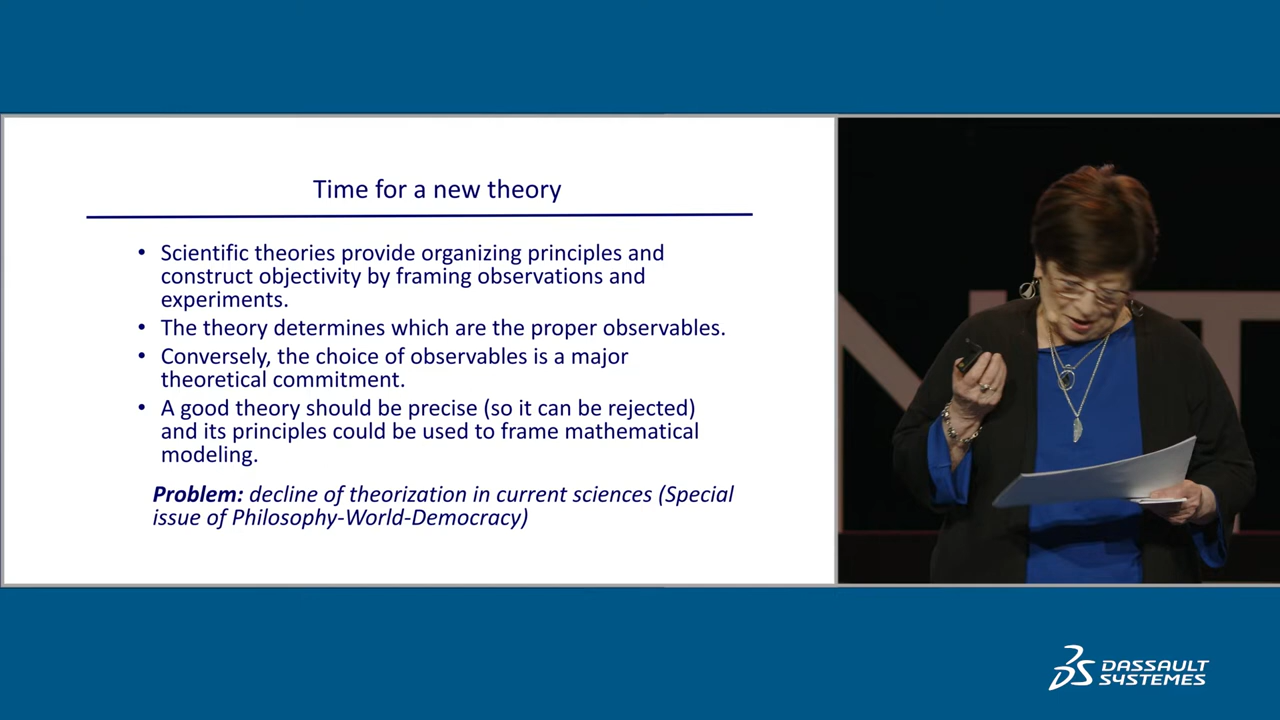 Time for a new theory
• Scientific theories provide organizing principles and
construct objectivity by framing observations and
experiments.
• The theory determines which are the proper observables.
• Conversely, the choice of observables is a major
theoretical commitment.
• A good theory should be precise (so it can be rejected)
and its principles could be used to frame mathematical
modeling.
Problem: decline of theorization in current sciences (Special
issue of Philosophy-World-Democracy)
DASSAULT
SYSTEMES